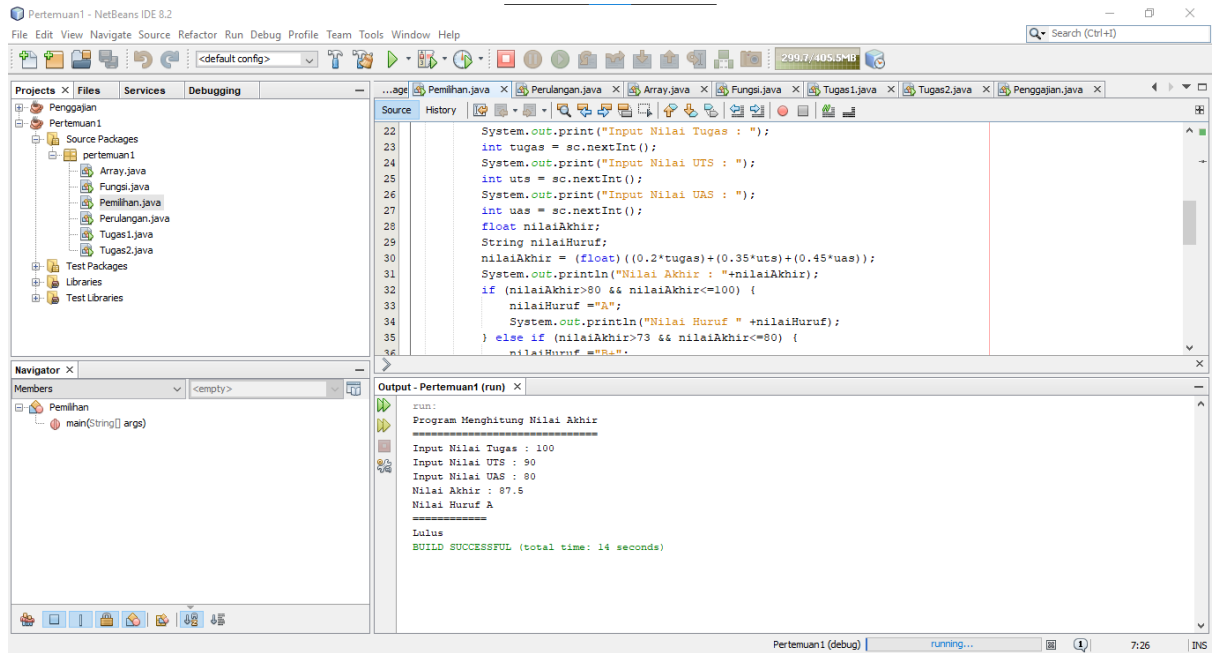 Pertemuan1 - NetBeans IDE 8.2
File Edit View Navigate Source Refactor Run Debug Profile Team Tools Window Help
Search (Ctrl+I)
<default config>
299.7/405.5MB
Projects Files Services Debugging
Penggajian
Pertemuan1
Source Packages
pertemuan1
Array.java
Fungsi.java
Pemilihan.java
Perulangan.java
Tugas1.java
Tugas2.java
Test Packages
Libraries
Test Libraries
Navigator
Members <empty>
Pemilihan
main(String[] args)
...age Pemilihan.java Perulangan.java Array.java Fungsi.java Tugas1.java Tugas2.java Penggajian.java
Source History
22 System.out.print("Input Nilai Tugas : ");
23 int tugas = sc.nextInt();
24 System.out.print("Input Nilai UTS : ");
25 int uts = sc.nextInt();
26 System.out.print("Input Nilai UAS : ");
27 int uas = sc.nextInt();
28 float nilaiAkhir;
29 String nilaiHuruf;
30 nilaiAkhir = (float)((0.2*tugas)+(0.35*uts)+(0.45*uas));
31 System.out.println("Nilai Akhir : "+nilaiAkhir);
32 if (nilaiAkhir>80 && nilaiAkhir<=100) {
33 nilaiHuruf ="A";
34 System.out.println("Nilai Huruf " +nilaiHuruf);
35 } else if (nilaiAkhir>73 && nilaiAkhir<=80) {
36 nilaiHuruf ="B+";
Output - Pertemuan1 (run)
run:
Program Menghitung Nilai Akhir
==============================
Input Nilai Tugas : 100
Input Nilai UTS : 90
Input Nilai UAS : 80
Nilai Akhir : 87.5
Nilai Huruf A
============
Lulus
BUILD SUCCESSFUL (total time: 14 seconds)
Pertemuan1 (debug) running... 1 7:26 INS